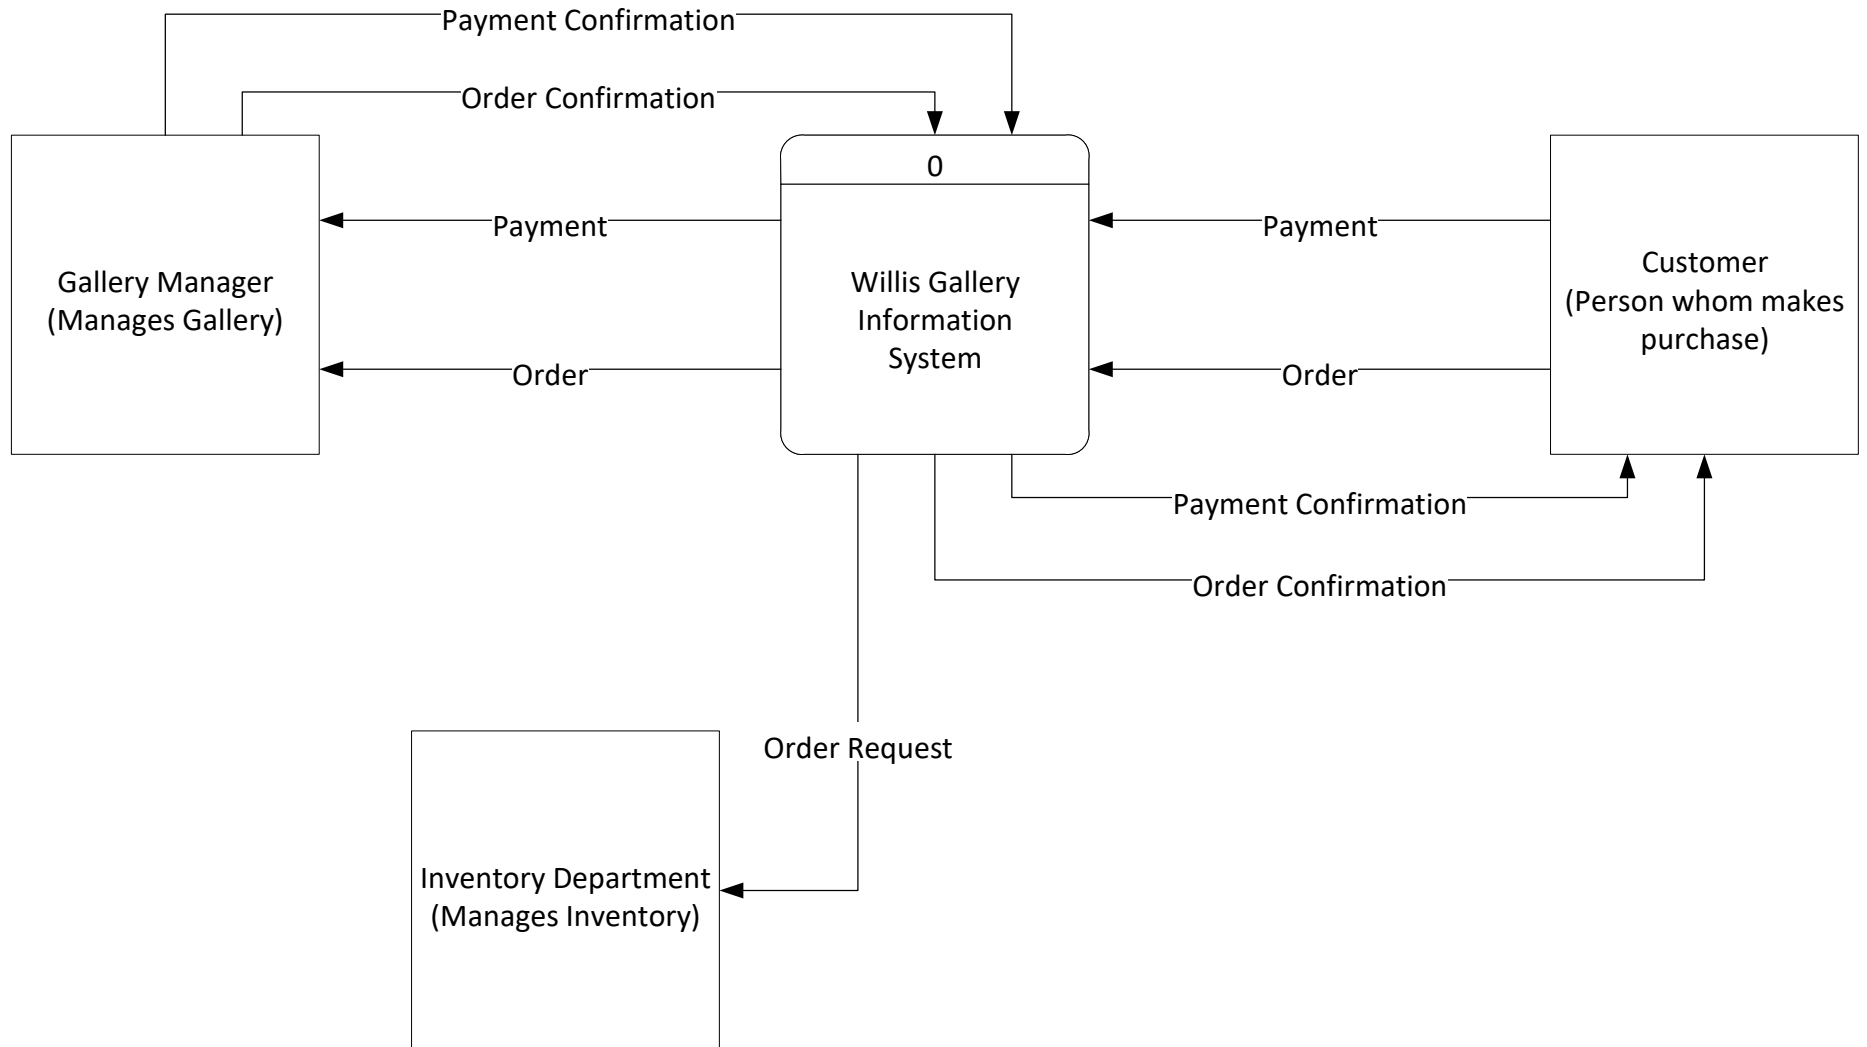 Payment Confirmation
Order Confirmation
0
Payment
Payment
Gallery Manager
(Manages Gallery)
Willis Gallery
Information
System
Customer
(Person whom makes
purchase)
Order
Order
Payment Confirmation
Order Confirmation
Order Request
Inventory Department
(Manages Inventory)